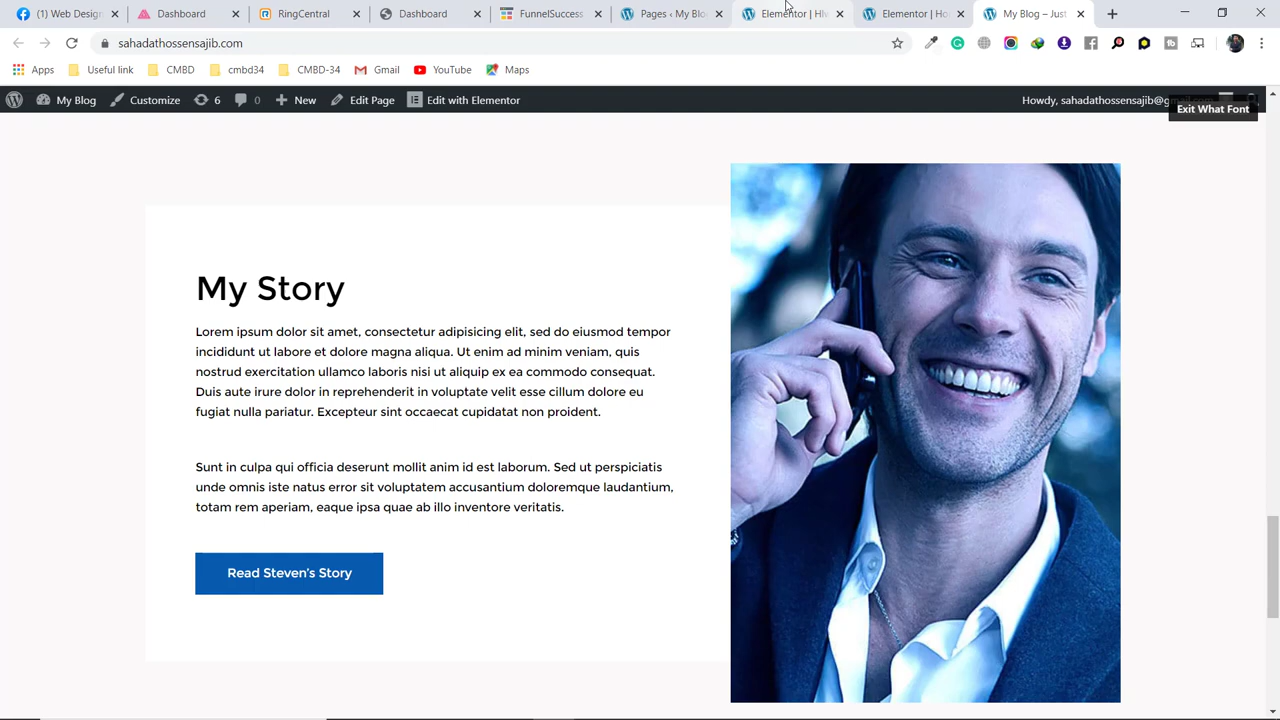 (1) Web Desig
Dashboard
RingCentral
Dashboard
FunnelSuccess
Pages ‹ My Blo
Elementor | Hi
Elementor | Ho
My Blog – Just
sahadathossensajib.com
Apps
Useful link
CMBD
cmbd34
CMBD-34
Gmail
YouTube
Maps
My Blog
Customize
6
0
New
Edit Page
Edit with Elementor
Howdy, sahadathossensajib@g
Exit What Font
My Story
Lorem ipsum dolor sit amet, consectetur adipisicing elit, sed do eiusmod tempor
incididunt ut labore et dolore magna aliqua. Ut enim ad minim veniam, quis
nostrud exercitation ullamco laboris nisi ut aliquip ex ea commodo consequat.
Duis aute irure dolor in reprehenderit in voluptate velit esse cillum dolore eu
fugiat nulla pariatur. Excepteur sint occaecat cupidatat non proident.
Sunt in culpa qui officia deserunt mollit anim id est laborum. Sed ut perspiciatis
unde omnis iste natus error sit voluptatem accusantium doloremque laudantium,
totam rem aperiam, eaque ipsa quae ab illo inventore veritatis.
Read Steven's Story